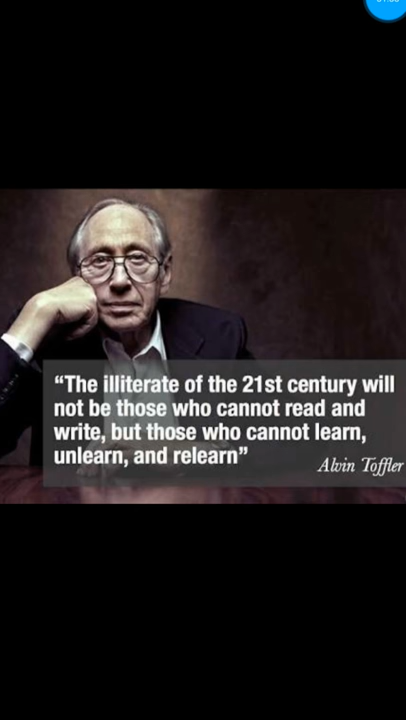 “The illiterate of the 21st century will
not be those who cannot read and
write, but those who cannot learn,
unlearn, and relearn”
Alvin Toffler